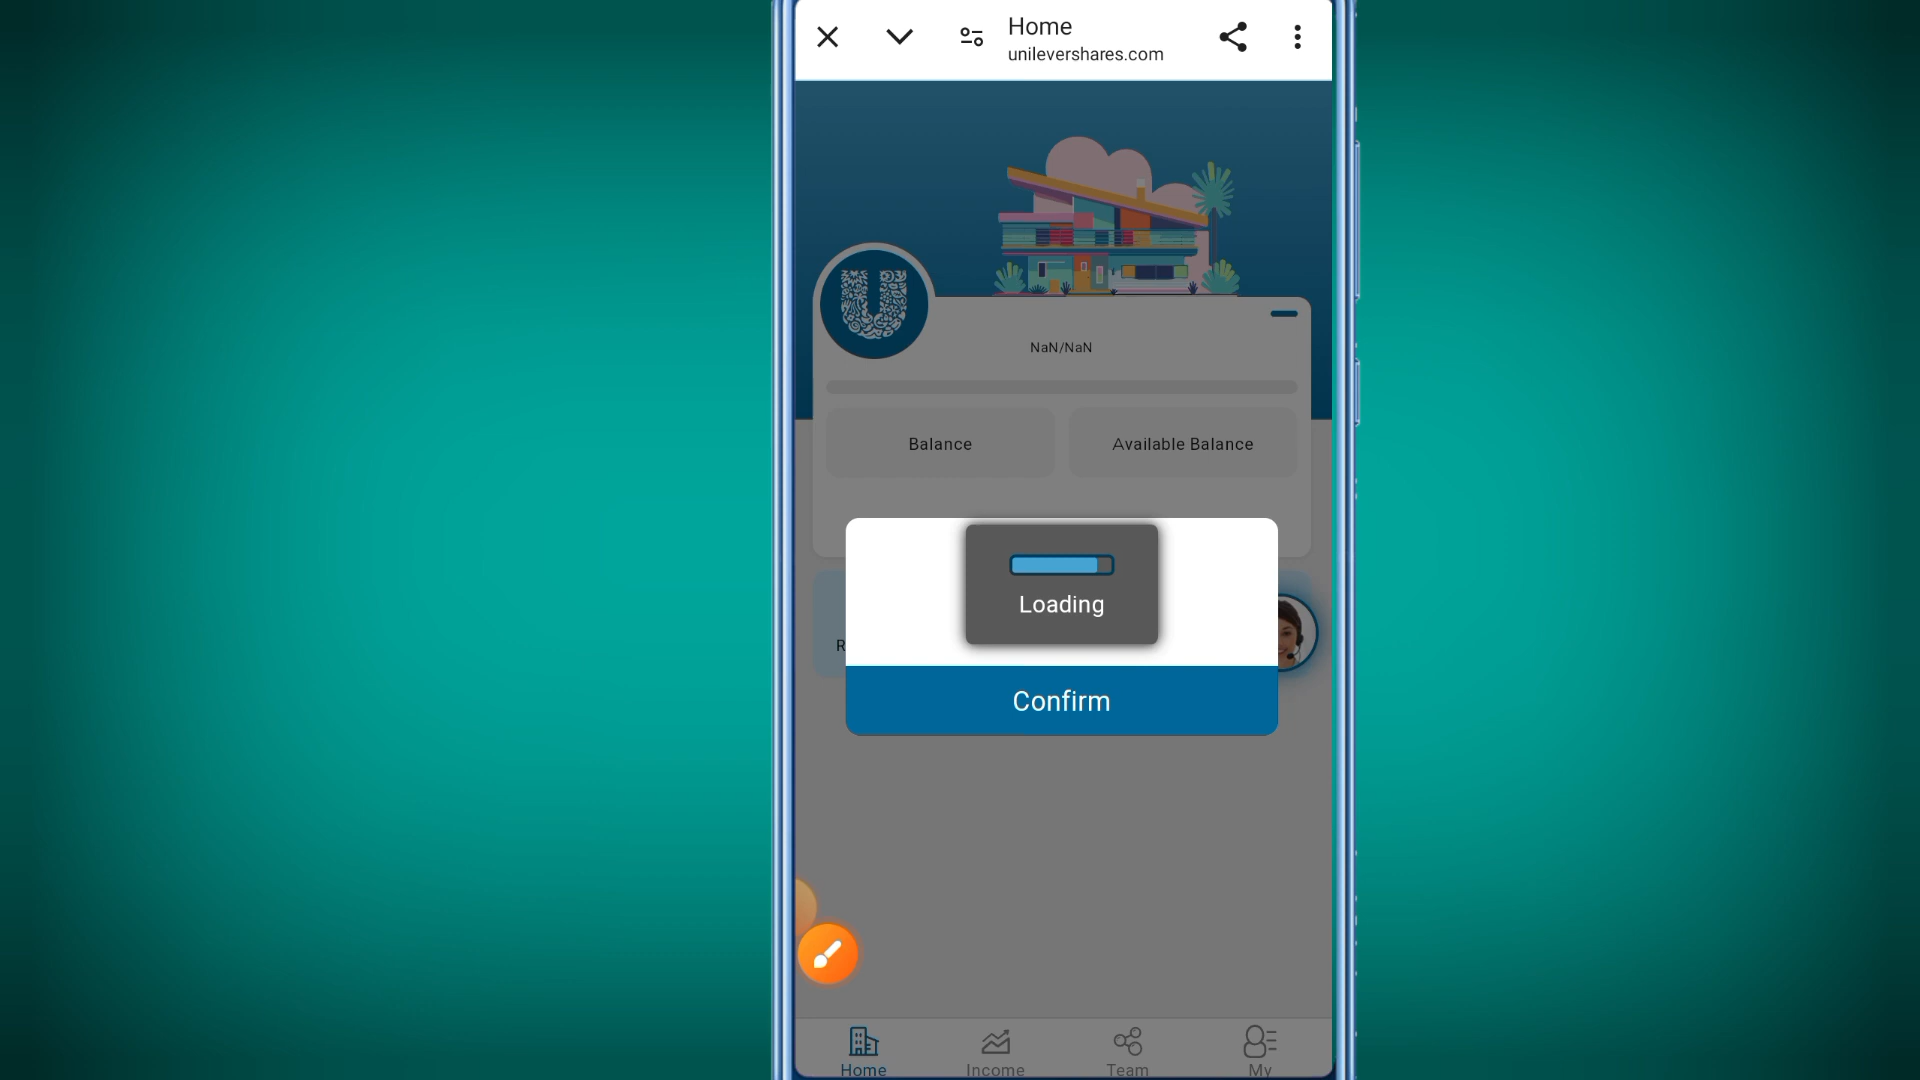 Home
unilevershares.com
NaN/NaN
Balance
Available Balance
Loading
R
Confirm
Home
Income
Team
My